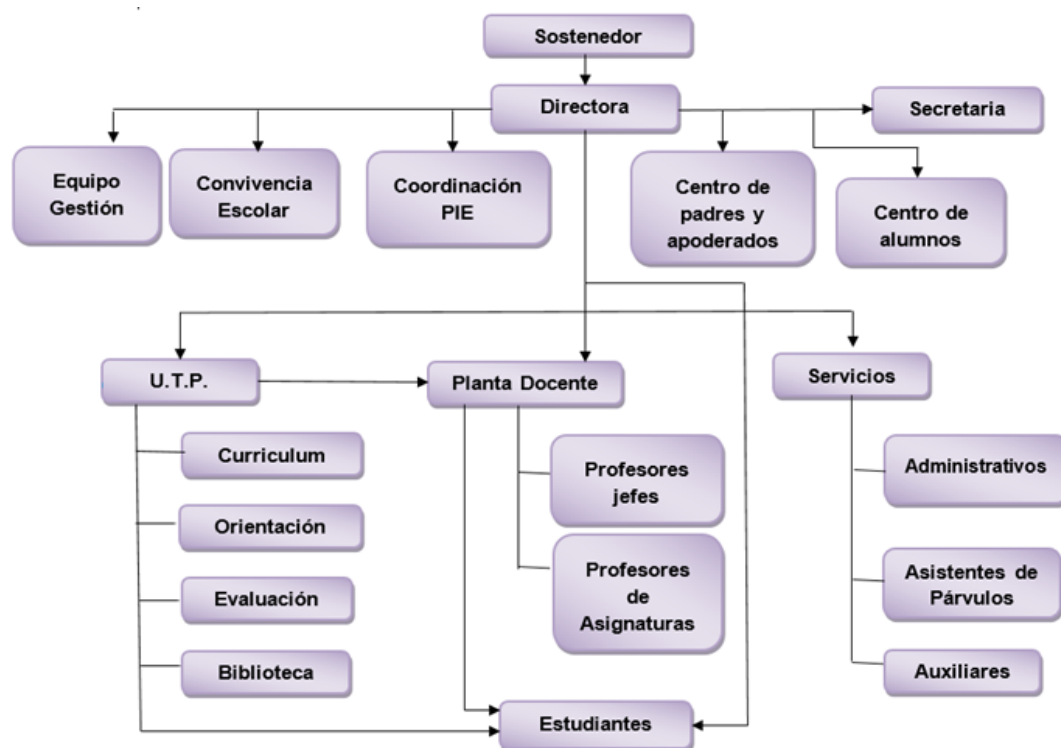 Sostenedor
Directora
Secretaria
Equipo
Gestión
Convivencia
Escolar
Coordinación
PIE
Centro de
padres y
apoderados
Centro de
alumnos
U.T.P.
Planta Docente
Servicios
Curriculum
Orientación
Evaluación
Biblioteca
Profesores
jefes
Profesores
de
Asignaturas
Administrativos
Asistentes de
Párvulos
Auxiliares
Estudiantes